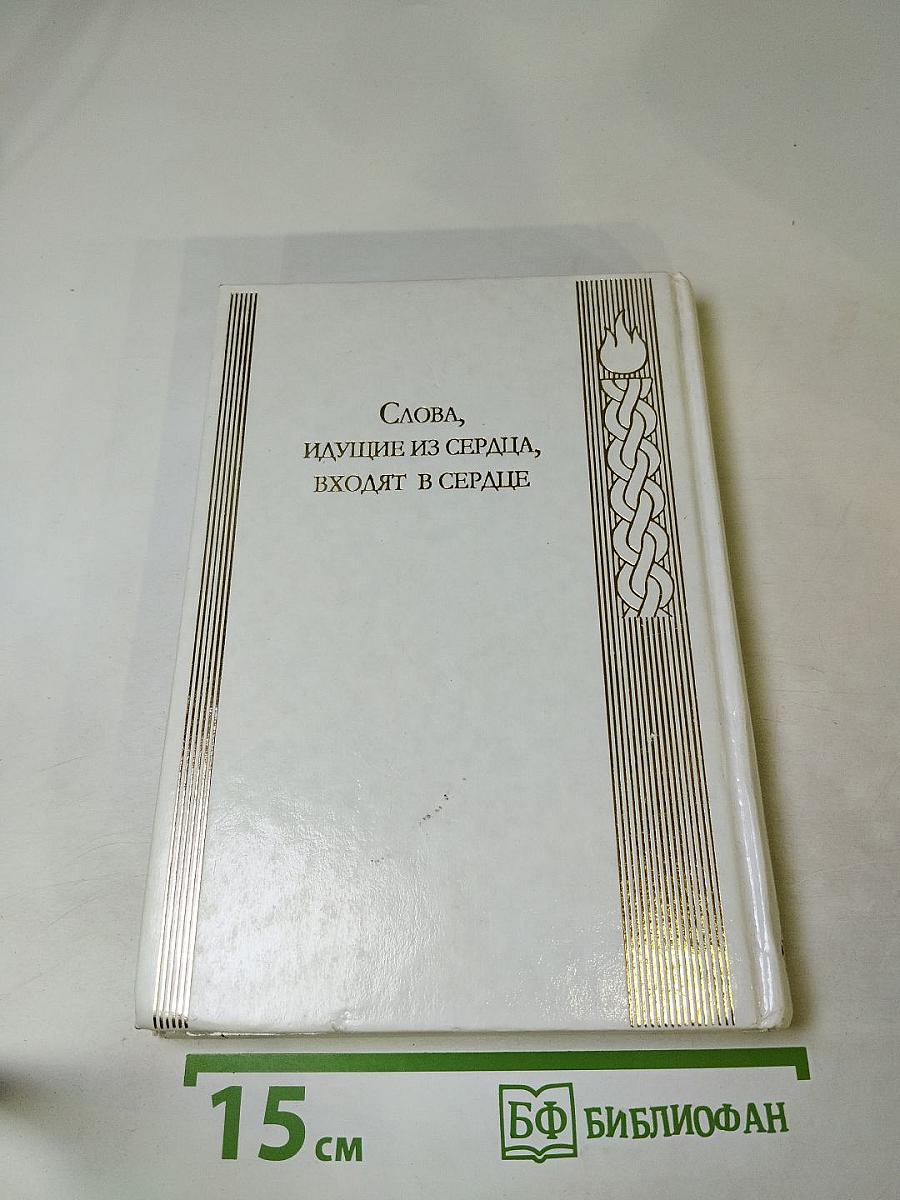 Слова,
идущие из сердца,
входят в сердце
15 см
БФ БИБЛИОФАН